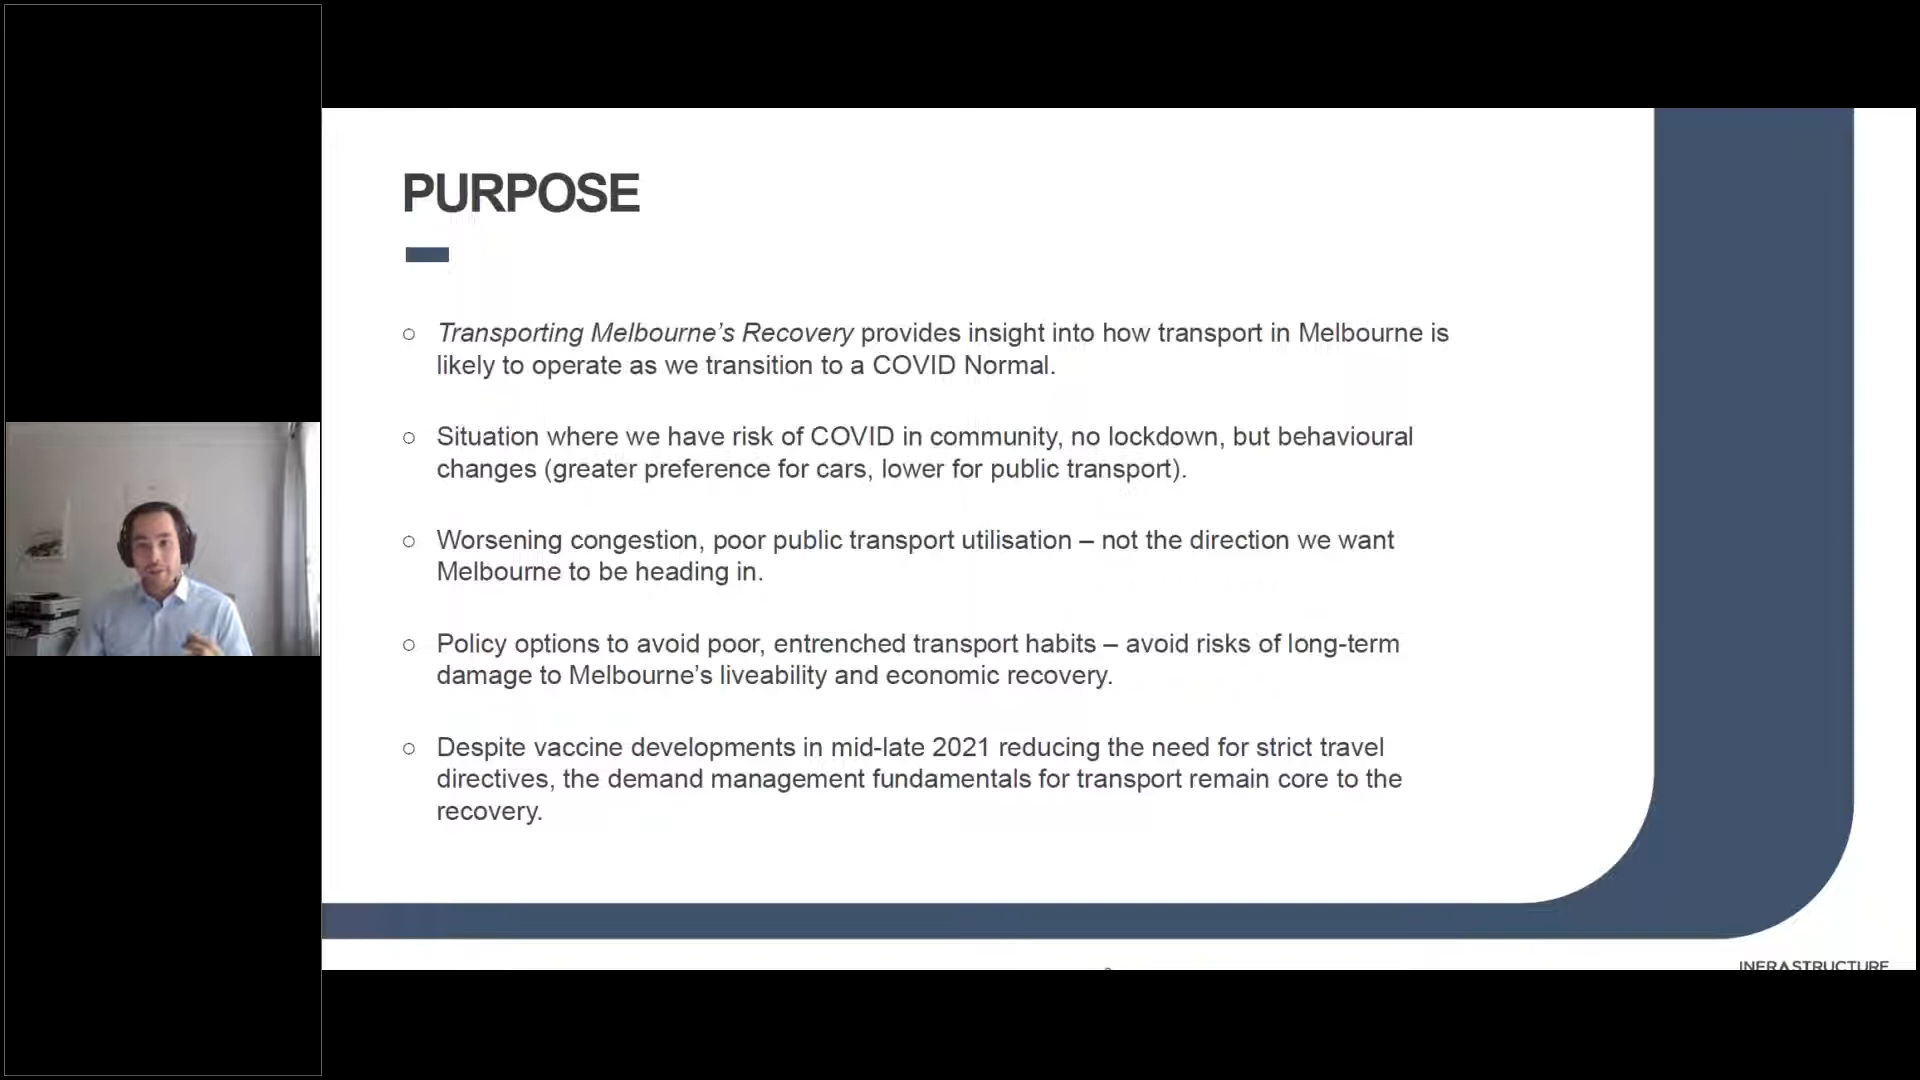 PURPOSE
○ Transporting Melbourne’s Recovery provides insight into how transport in Melbourne is
likely to operate as we transition to a COVID Normal.
○ Situation where we have risk of COVID in community, no lockdown, but behavioural
changes (greater preference for cars, lower for public transport).
○ Worsening congestion, poor public transport utilisation – not the direction we want
Melbourne to be heading in.
○ Policy options to avoid poor, entrenched transport habits – avoid risks of long-term
damage to Melbourne’s liveability and economic recovery.
○ Despite vaccine developments in mid-late 2021 reducing the need for strict travel
directives, the demand management fundamentals for transport remain core to the
recovery.
INFRASTRUCTURE